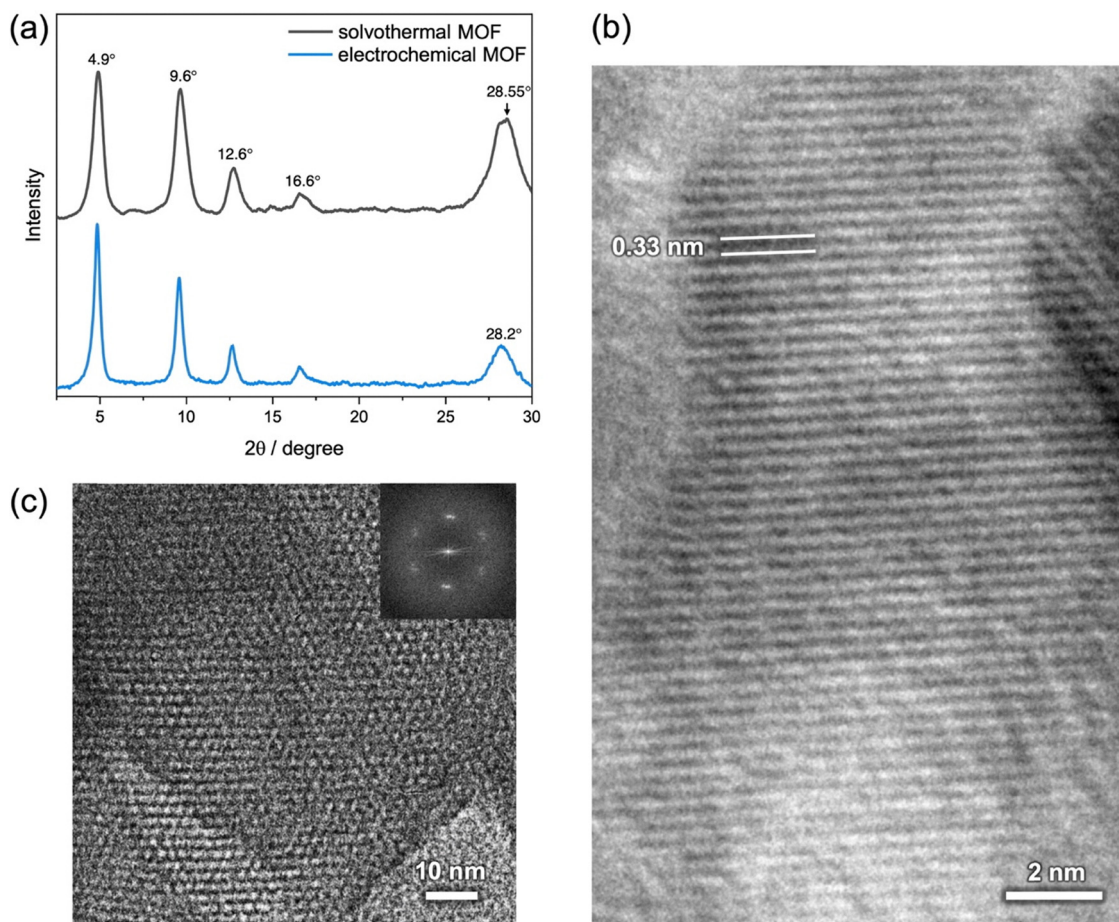 (a)
solvothermal MOF
electrochemical MOF
4.9°
9.6°
12.6°
16.6°
28.55°
28.2°
Intensity
5
10
15
20
25
30
2θ / degree
(b)
0.33 nm
2 nm
(c)
10 nm